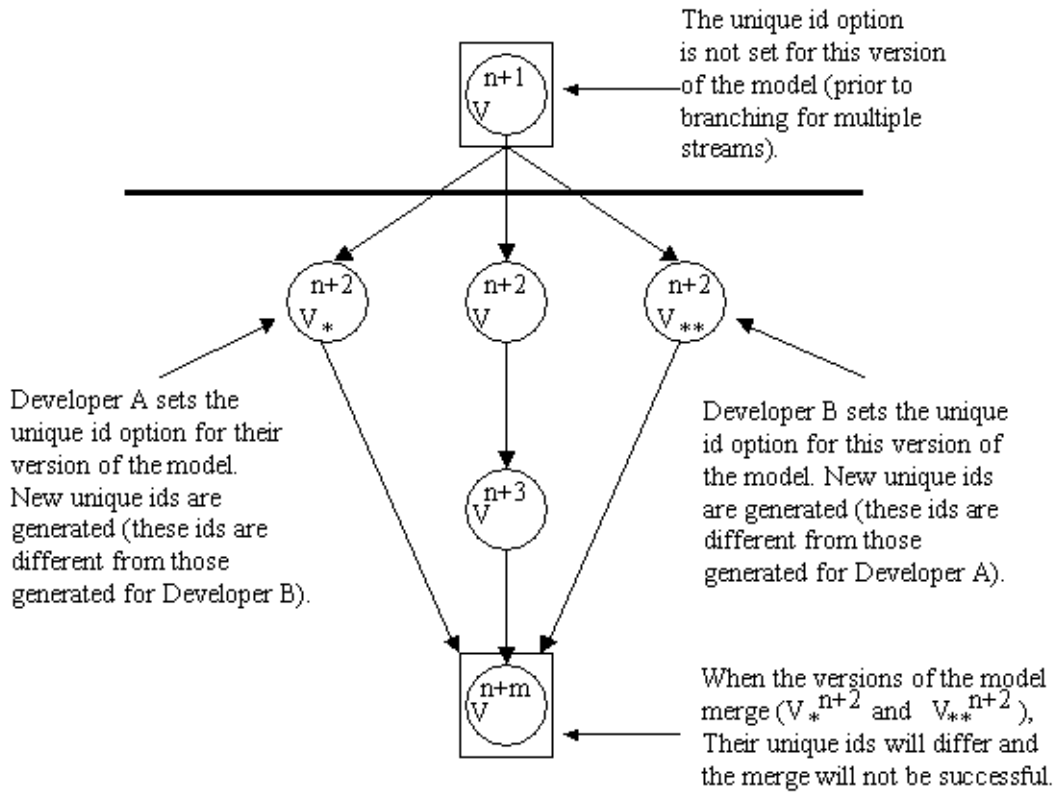 The unique id option
is not set for this version
of the model (prior to
branching for multiple
streams).
n+1
V
n+2
V *
n+2
V
n+2
V **
Developer A sets the
unique id option for their
version of the model.
New unique ids are
generated (these ids are
different from those
generated for Developer B).
Developer B sets the unique
id option for this version of
the model. New unique ids
are generated (these ids are
different from those
generated for Developer A).
n+3
V
n+m
V
When the versions of the model
merge (V *n+2 and V**n+2 ),
Their unique ids will differ and
the merge will not be successful.